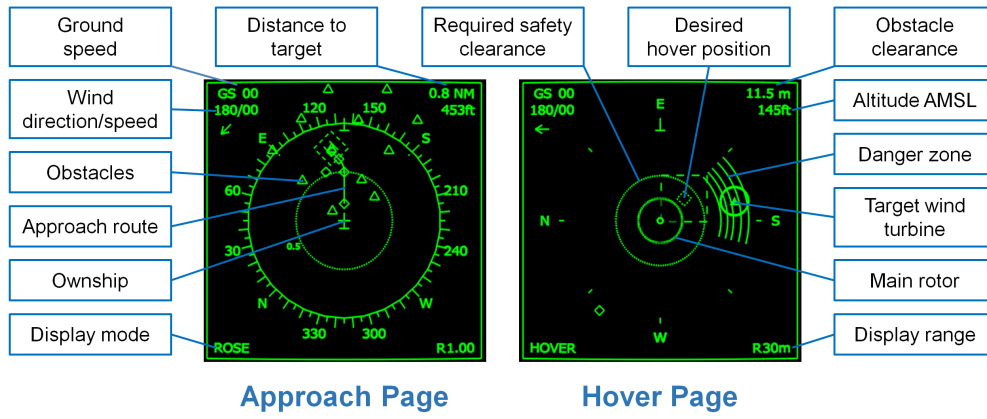 Ground
speed
Distance to
target
Required safety
clearance
Desired
hover position
Obstacle
clearance
Wind
direction/speed
Obstacles
Approach route
Ownship
Display mode
GS 00
180/00
0.8 NM
453ft
120
150
E
S
60
210
0.5
30
240
N
W
330
300
ROSE
R1.00
GS 00
180/00
11.5 m
145ft
E
N
S
W
HOVER
R30m
Altitude AMSL
Danger zone
Target wind
turbine
Main rotor
Display range
Approach Page
Hover Page